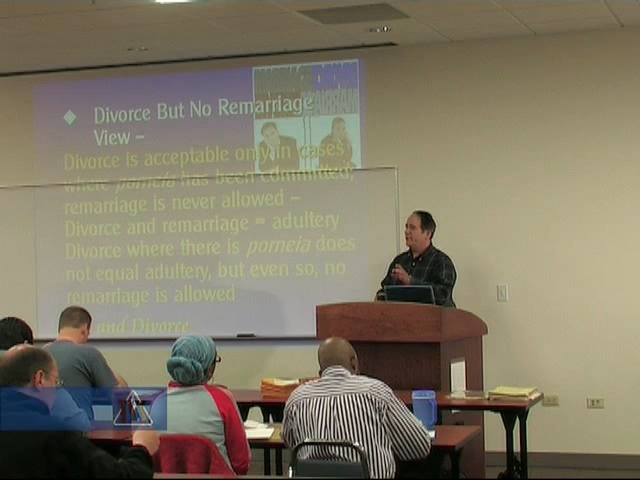 ◆ Divorce But No Remarriage
View –
Divorce is acceptable only in cases
where porneia has been committed,
remarriage is never allowed –
Divorce and remarriage = adultery
Divorce where there is porneia does
not equal adultery, but even so, no
remarriage is allowed
and Divorce